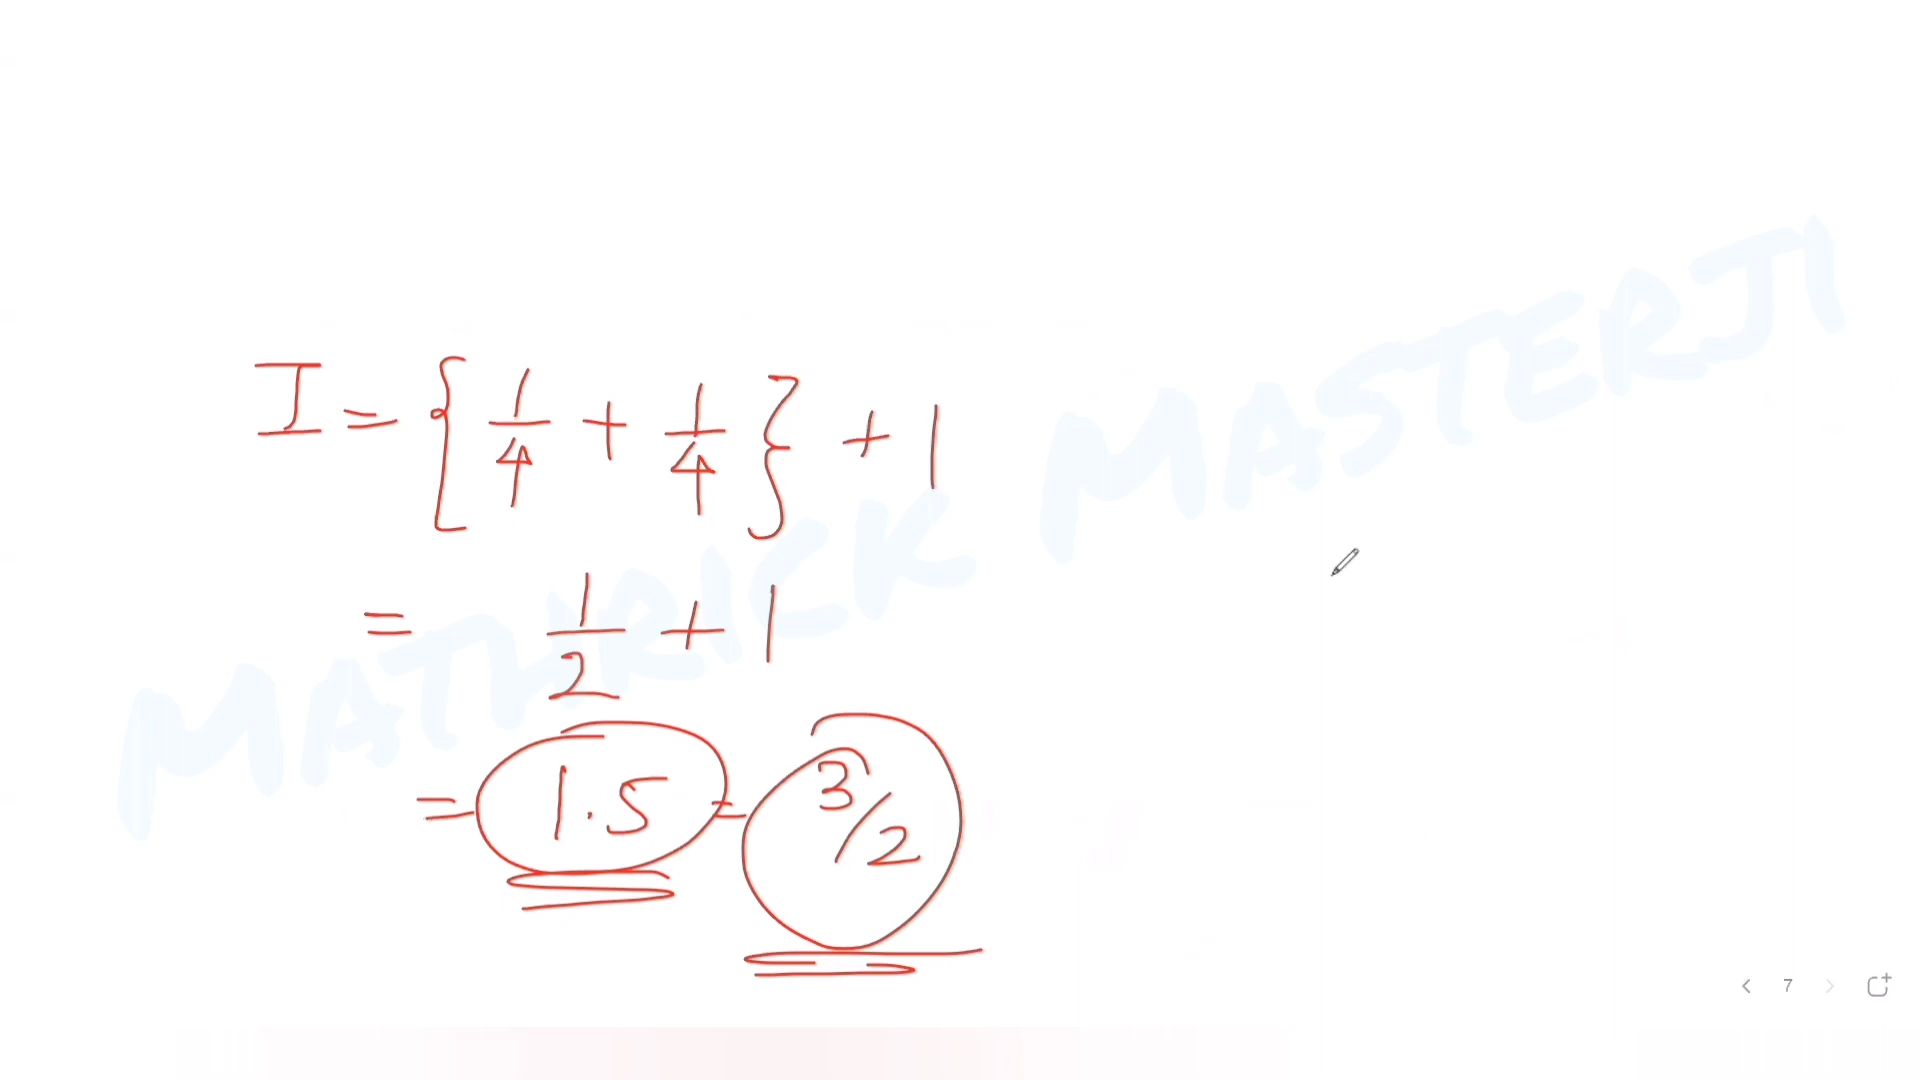 I = {1/4 + 1/4} + 1
= 1/2 + 1
= 1.5 = 3/2
MATHRICK MASTERJI
< 7 >